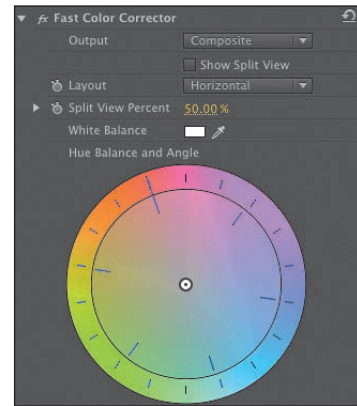 fx Fast Color Corrector
Output Composite
Show Split View
Layout Horizontal
Split View Percent 50.00 %
White Balance
Hue Balance and Angle